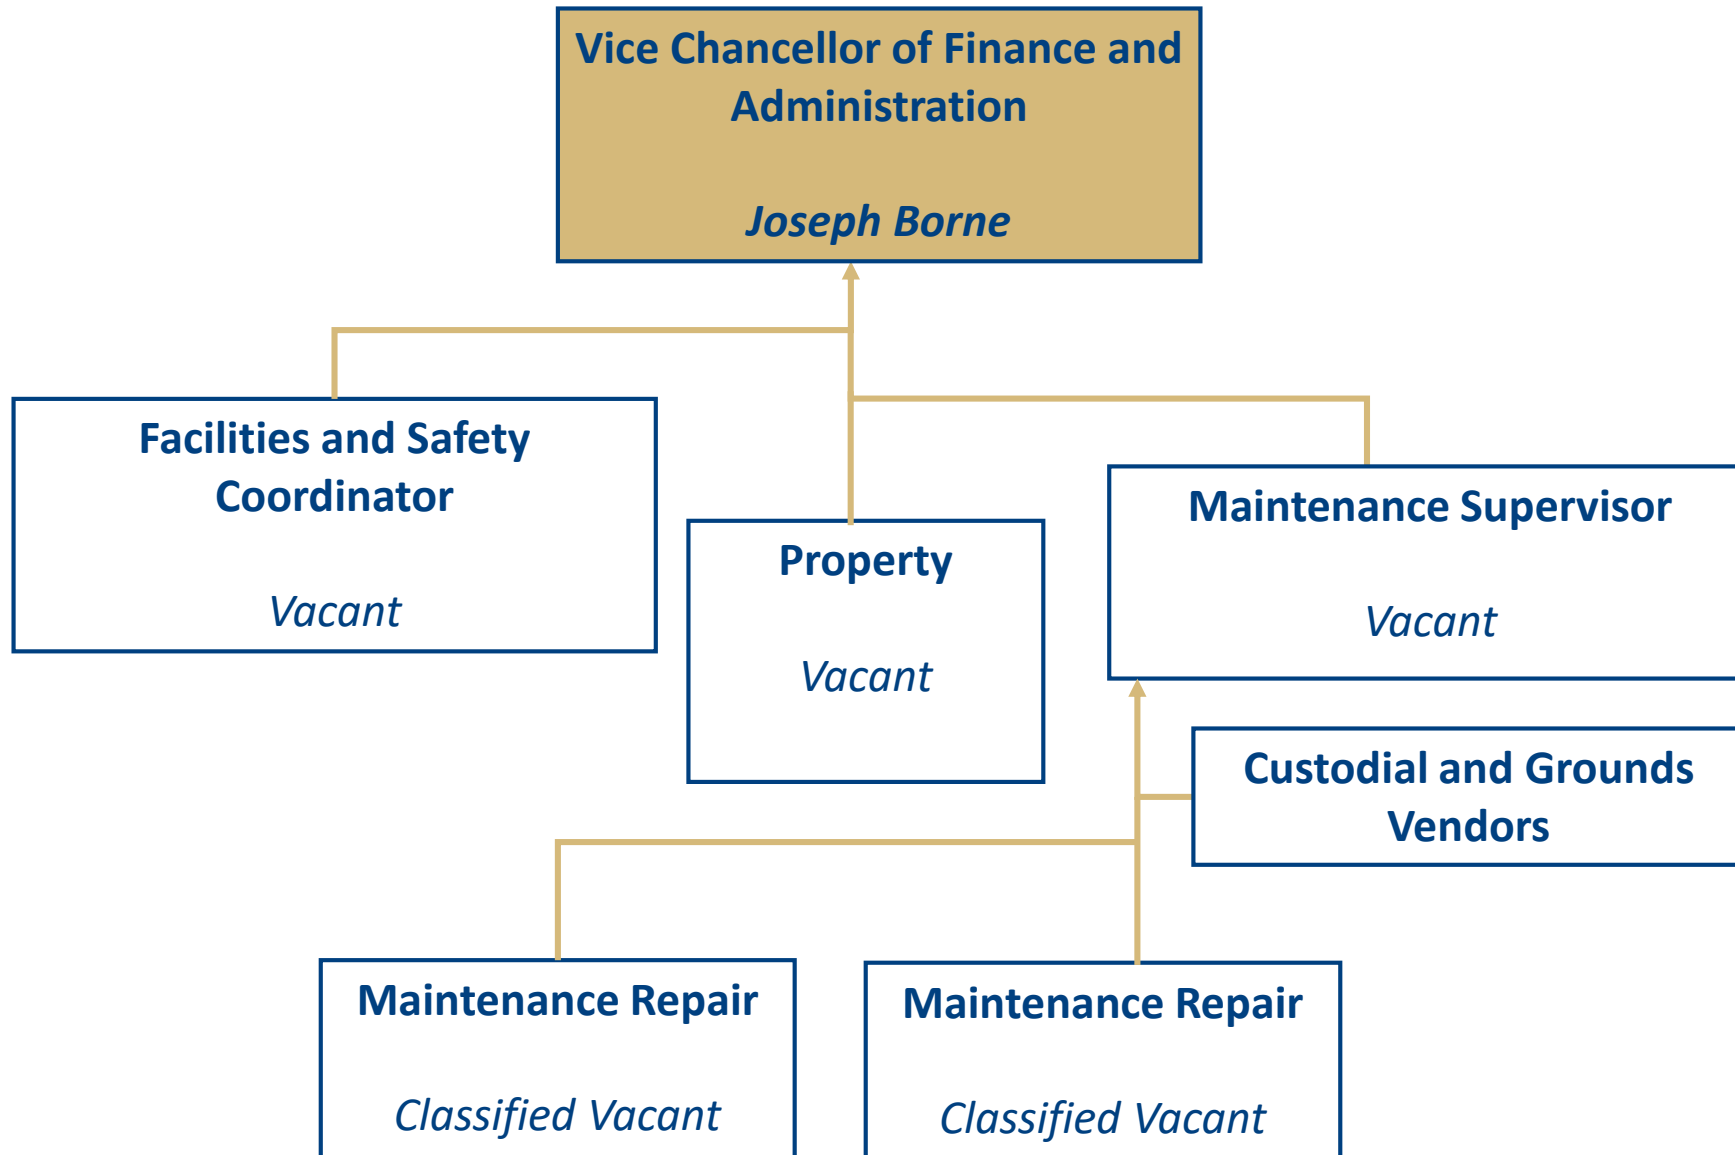 Vice Chancellor of Finance and
Administration
Joseph Borne
Facilities and Safety
Coordinator
Vacant
Property
Vacant
Maintenance Supervisor
Vacant
Custodial and Grounds
Vendors
Maintenance Repair
Classified Vacant
Maintenance Repair
Classified Vacant